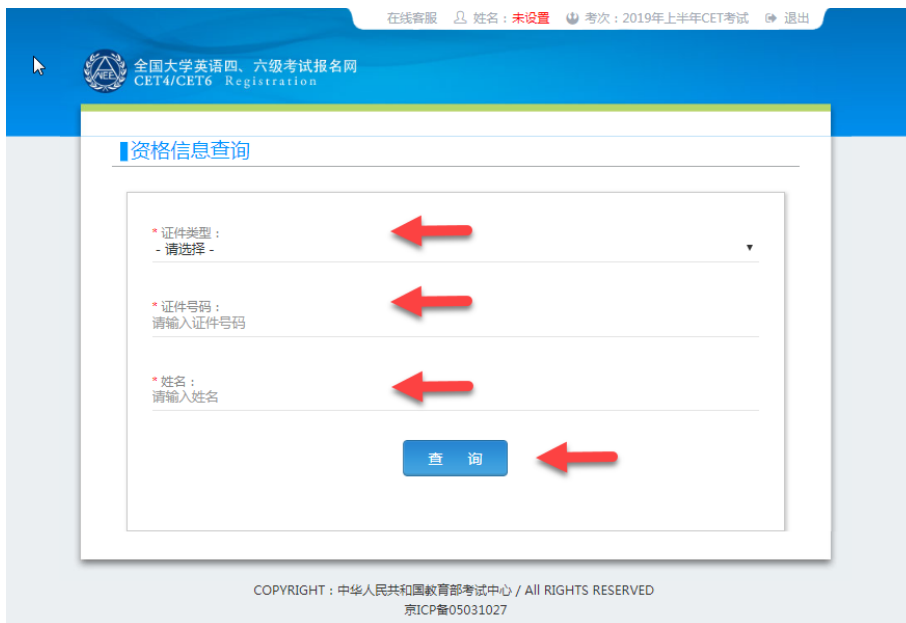 在线客服 姓名：未设置 考次：2019年上半年CET考试 退出
全国大学英语四、六级考试报名网
CET4/CET6 Registration
资格信息查询
* 证件类型：
- 请选择 -
* 证件号码：
请输入证件号码
* 姓名：
请输入姓名
查 询
COPYRIGHT：中华人民共和国教育部考试中心 / All RIGHTS RESERVED
京ICP备05031027